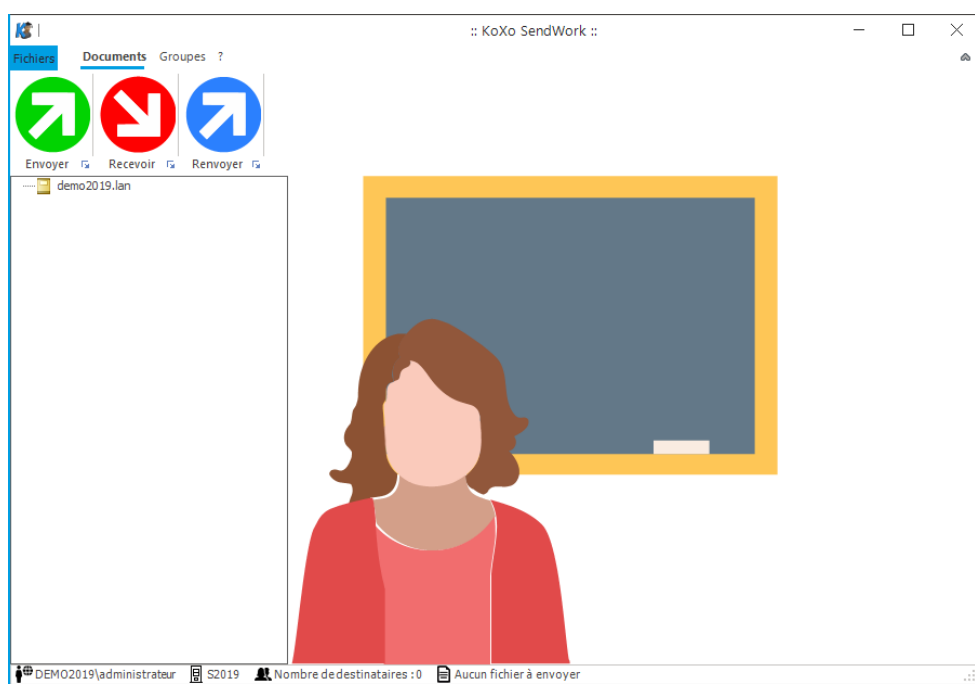 :: KoXo SendWork ::
Fichiers Documents Groupes ?
Envoyer Recevoir Renvoyer
demo2019.lan
DEMO2019\administrateur S2019 Nombre de destinataires : 0 Aucun fichier à envoyer